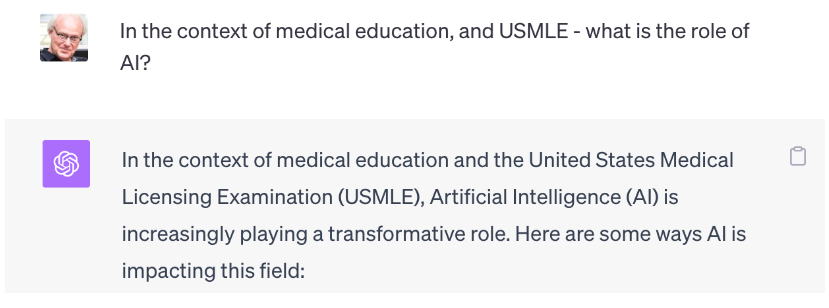 In the context of medical education, and USMLE - what is the role of
AI?
In the context of medical education and the United States Medical
Licensing Examination (USMLE), Artificial Intelligence (AI) is
increasingly playing a transformative role. Here are some ways AI is
impacting this field: